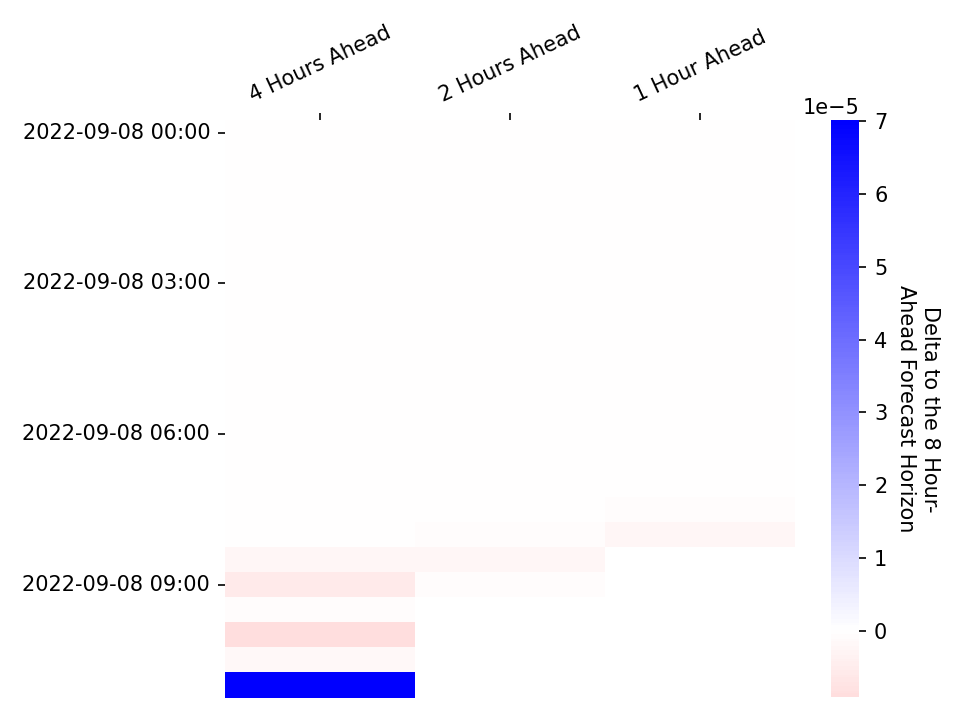 4 Hours Ahead
2 Hours Ahead
1 Hour Ahead
2022-09-08 00:00
2022-09-08 03:00
2022-09-08 06:00
2022-09-08 09:00
1e−5
7
6
5
4
3
2
1
0
Delta to the 8 Hour-
Ahead Forecast Horizon